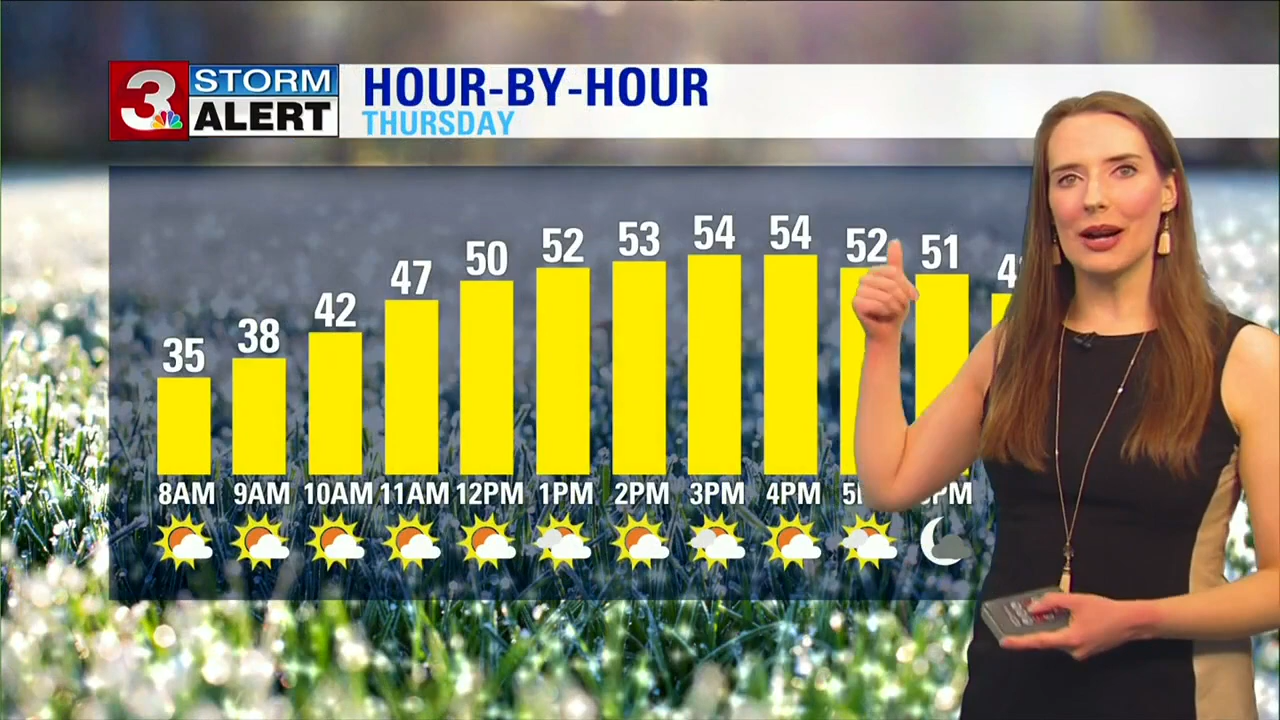 3 STORM
ALERT
HOUR-BY-HOUR
THURSDAY
35 38 42 47 50 52 53 54 54 52 51
8AM 9AM 10AM 11AM 12PM 1PM 2PM 3PM 4PM